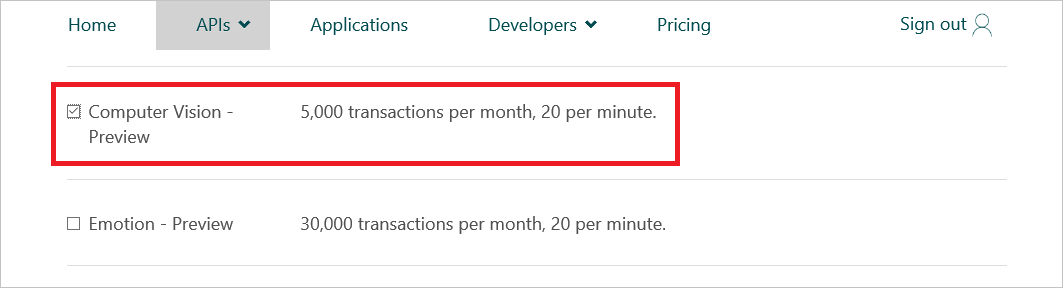 Home APIs Applications Developers Pricing Sign out
Computer Vision - 5,000 transactions per month, 20 per minute.
Preview
Emotion - Preview 30,000 transactions per month, 20 per minute.